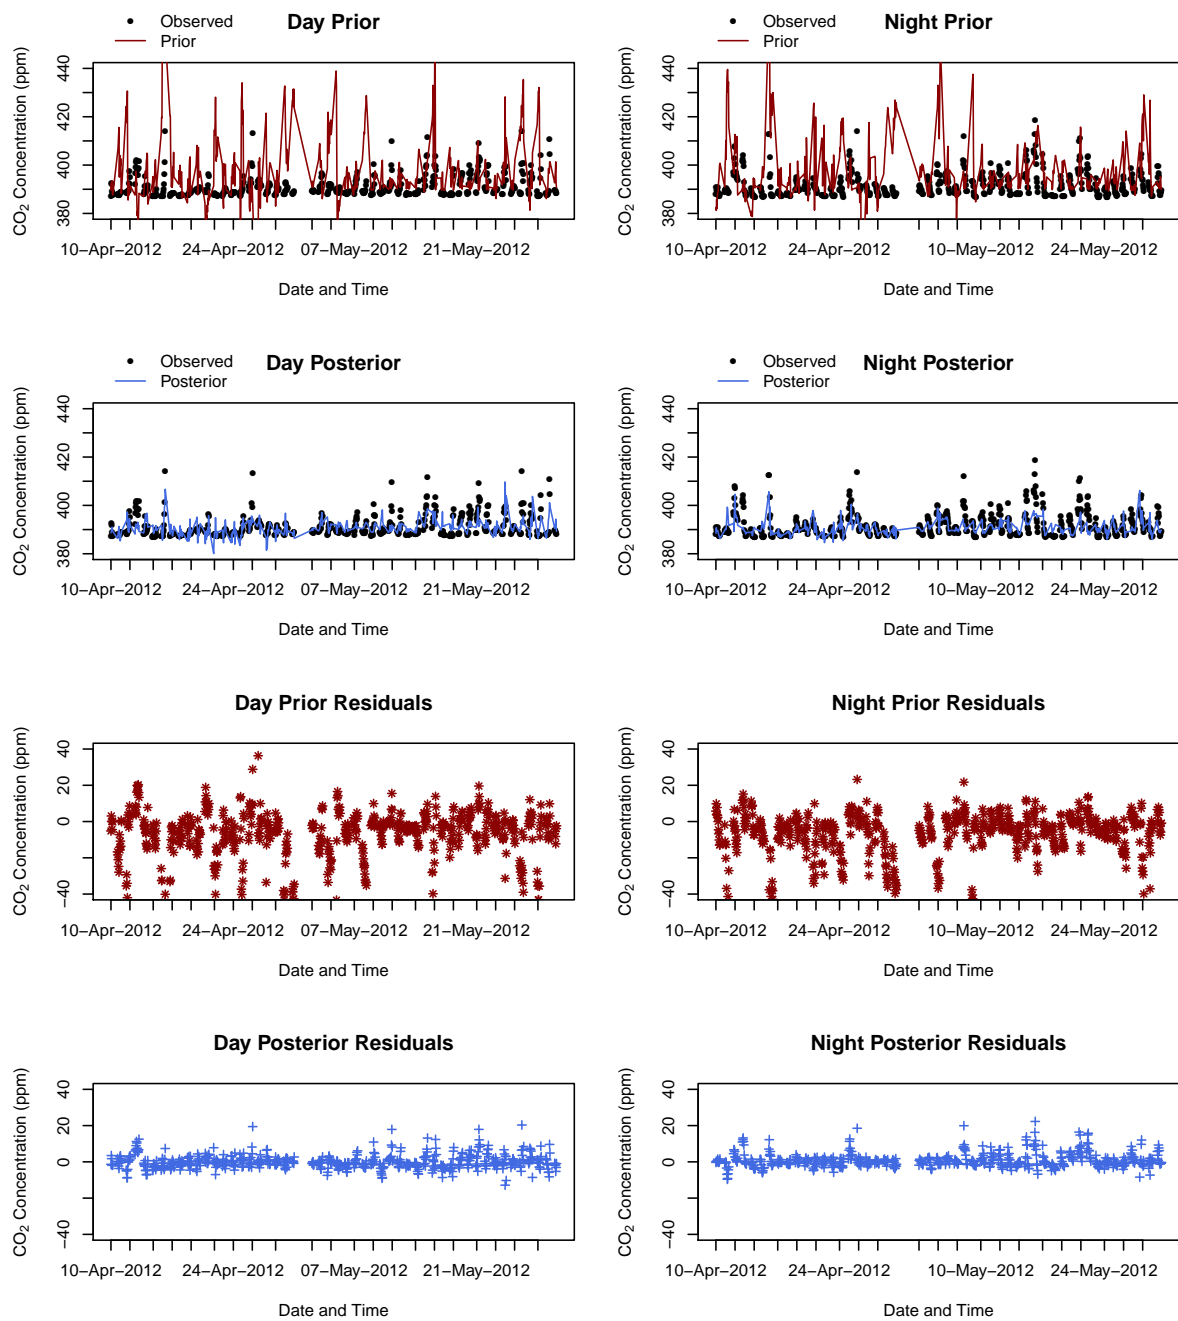 Day Prior
Observed
Prior
CO2 Concentration (ppm)
440
420
400
380
10−Apr−2012 24−Apr−2012 07−May−2012 21−May−2012
Date and Time
Night Prior
Observed
Prior
CO2 Concentration (ppm)
440
420
400
380
10−Apr−2012 24−Apr−2012 10−May−2012 24−May−2012
Date and Time
Day Posterior
Observed
Posterior
CO2 Concentration (ppm)
440
420
400
380
10−Apr−2012 24−Apr−2012 07−May−2012 21−May−2012
Date and Time
Night Posterior
Observed
Posterior
CO2 Concentration (ppm)
440
420
400
380
10−Apr−2012 24−Apr−2012 10−May−2012 24−May−2012
Date and Time
Day Prior Residuals
CO2 Concentration (ppm)
40
20
0
−40
10−Apr−2012 24−Apr−2012 07−May−2012 21−May−2012
Date and Time
Night Prior Residuals
CO2 Concentration (ppm)
40
20
0
−40
10−Apr−2012 24−Apr−2012 10−May−2012 24−May−2012
Date and Time
Day Posterior Residuals
CO2 Concentration (ppm)
40
20
0
−40
10−Apr−2012 24−Apr−2012 07−May−2012 21−May−2012
Date and Time
Night Posterior Residuals
CO2 Concentration (ppm)
40
20
0
−40
10−Apr−2012 24−Apr−2012 10−May−2012 24−May−2012
Date and Time